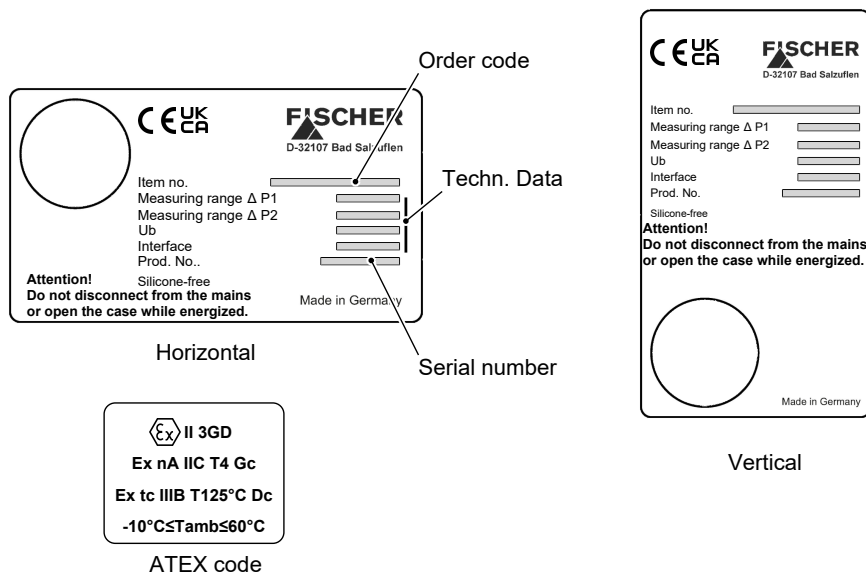 Order code
CE UK CA
FISCHER
D-32107 Bad Salzuflen
Techn. Data
Item no.
Measuring range Δ P1
Measuring range Δ P2
Ub
Interface
Prod. No..
Silicone-free
Attention!
Do not disconnect from the mains
or open the case while energized.
Made in Germany
Horizontal
Serial number
CE UK CA
FISCHER
D-32107 Bad Salzuflen
Item no.
Measuring range Δ P1
Measuring range Δ P2
Ub
Interface
Prod. No.
Silicone-free
Attention!
Do not disconnect from the mains
or open the case while energized.
Made in Germany
Vertical
Ex II 3GD
Ex nA IIC T4 Gc
Ex tc IIIB T125°C Dc
-10°C≤Tamb≤60°C
ATEX code